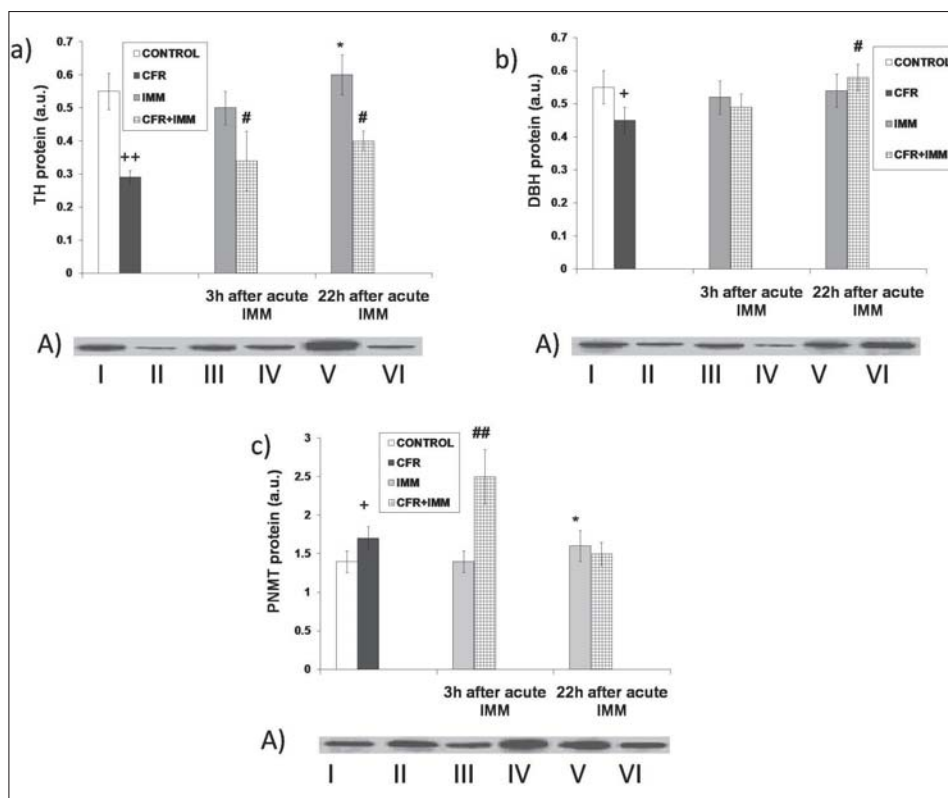 a)
TH protein (a.u.)
0.7
0.6
0.5
0.4
0.3
0.2
0.1
0
CONTROL
CFR
IMM
CFR+IMM
++
#
*
#
3h after acute IMM
22h after acute IMM
A)
I II III IV V VI
b)
DBH protein (a.u.)
0.7
0.6
0.5
0.4
0.3
0.2
0.1
0
+
#
CONTROL
CFR
IMM
CFR+IMM
3h after acute IMM
22h after acute IMM
A)
I II III IV V VI
c)
PNMT protein (a.u.)
3
2.5
2
1.5
1
0.5
0
CONTROL
CFR
IMM
CFR+IMM
+
##
*
3h after acute
IMM
22h after acute
IMM
A)
I II III IV V VI